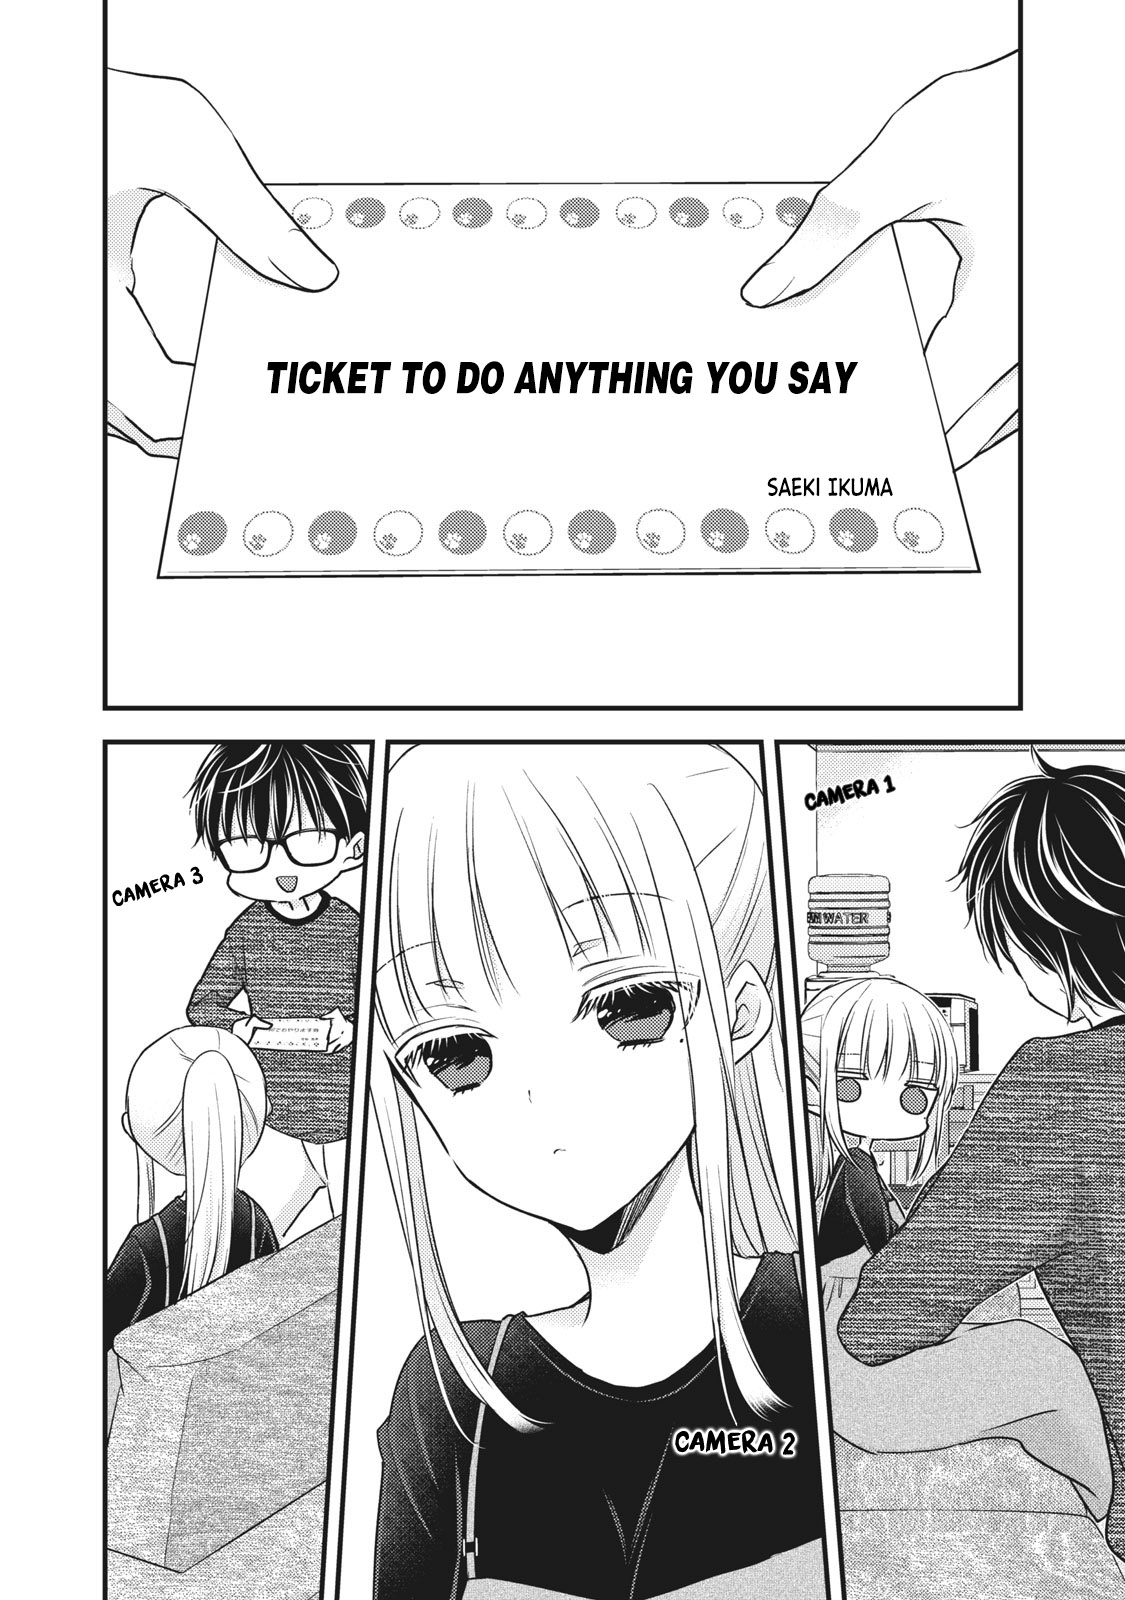 TICKET TO DO ANYTHING YOU SAY
SAEKI IKUMA
CAMERA 1
WATER
CAMERA 2
CAMERA 3